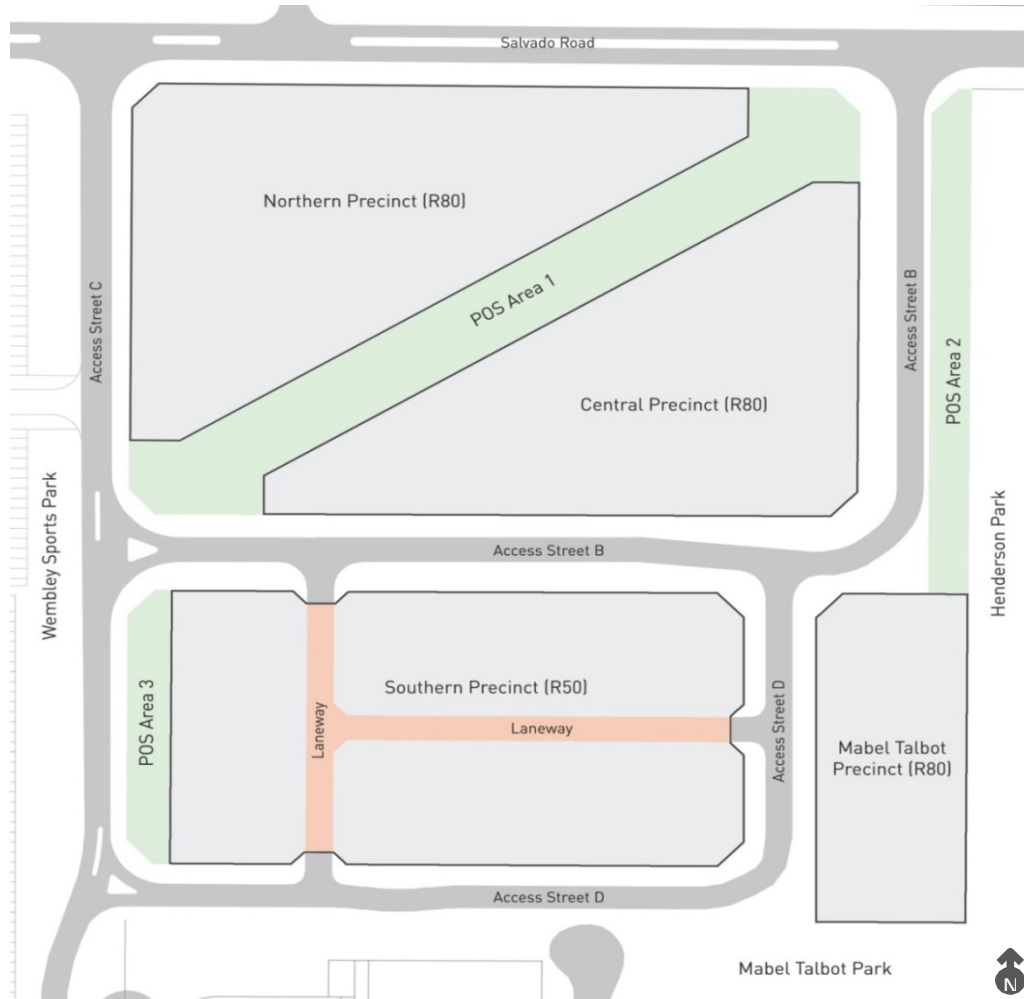 Salvado Road
Northern Precinct (R80)
Access Street C
Access Street B
POS Area 1
POS Area 2
Central Precinct (R80)
Wembley Sports Park
Henderson Park
Access Street B
POS Area 3
Southern Precinct (R50)
Laneway
Laneway
Access Street D
Mabel Talbot
Precinct (R80)
Access Street D
Mabel Talbot Park
N